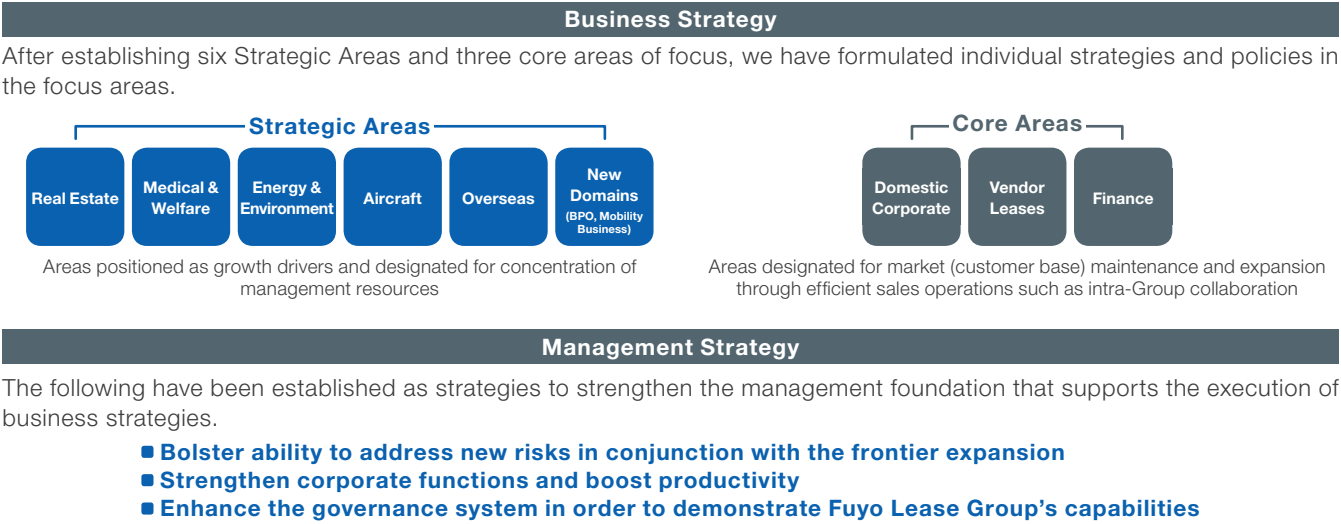 Business Strategy
After establishing six Strategic Areas and three core areas of focus, we have formulated individual strategies and policies in
the focus areas.
Strategic Areas
Real Estate
Medical &
Welfare
Energy &
Environment
Aircraft
Overseas
New
Domains
(BPO, Mobility
Business)
Areas positioned as growth drivers and designated for concentration of
management resources
Core Areas
Domestic
Corporate
Vendor
Leases
Finance
Areas designated for market (customer base) maintenance and expansion
through efficient sales operations such as intra-Group collaboration
Management Strategy
The following have been established as strategies to strengthen the management foundation that supports the execution of
business strategies.
Bolster ability to address new risks in conjunction with the frontier expansion
Strengthen corporate functions and boost productivity
Enhance the governance system in order to demonstrate Fuyo Lease Group’s capabilities